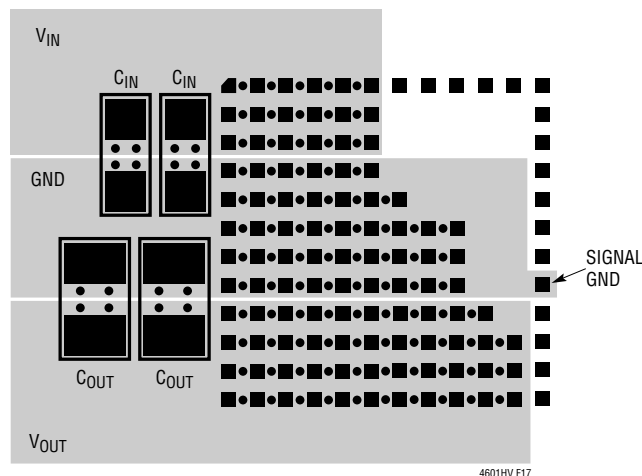 VIN
CIN CIN
GND
SIGNAL
GND
COUT COUT
VOUT
4601HV F17